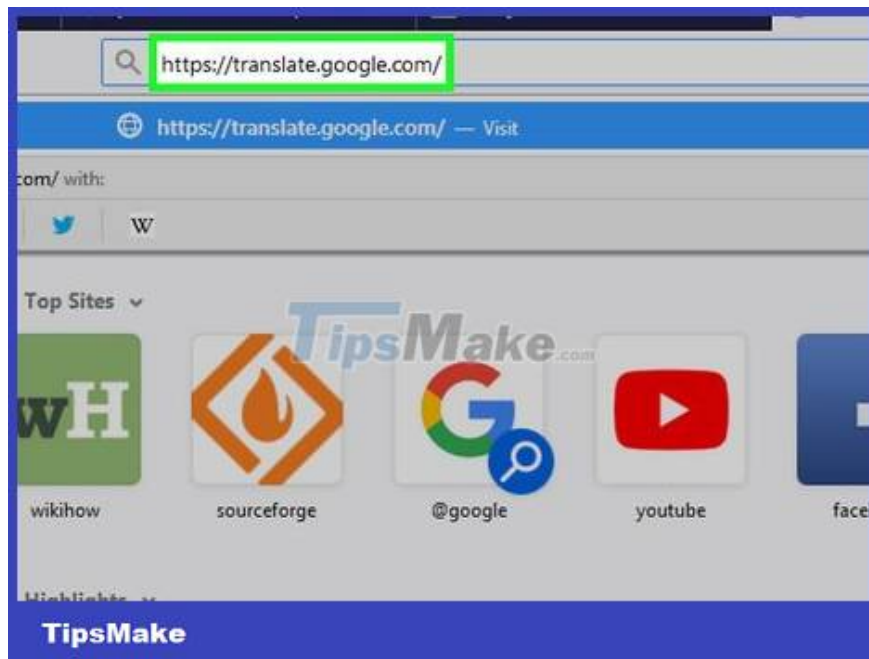 https://translate.google.com/
https://translate.google.com/ — Visit
com/ with:
W
Top Sites
TipsMake.com
wH
wikihow
sourceforge
@google
youtube
face
Highlights
TipsMake